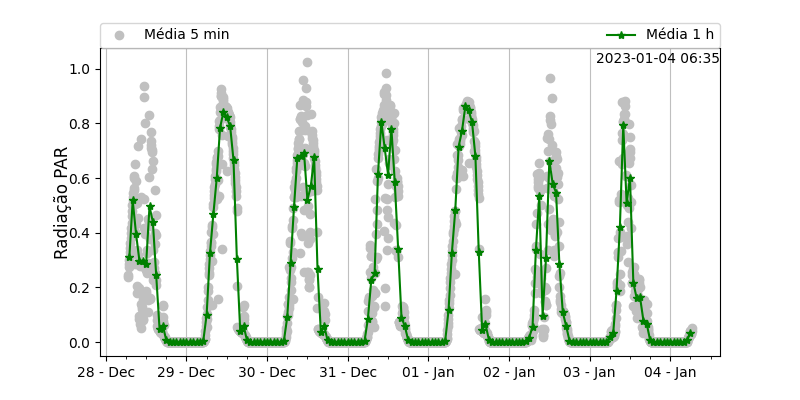 Média 5 min Média 1 h
2023-01-04 06:35
1.0
0.8
0.6
0.4
0.2
0.0
Radiação PAR
28 - Dec 29 - Dec 30 - Dec 31 - Dec 01 - Jan 02 - Jan 03 - Jan 04 - Jan